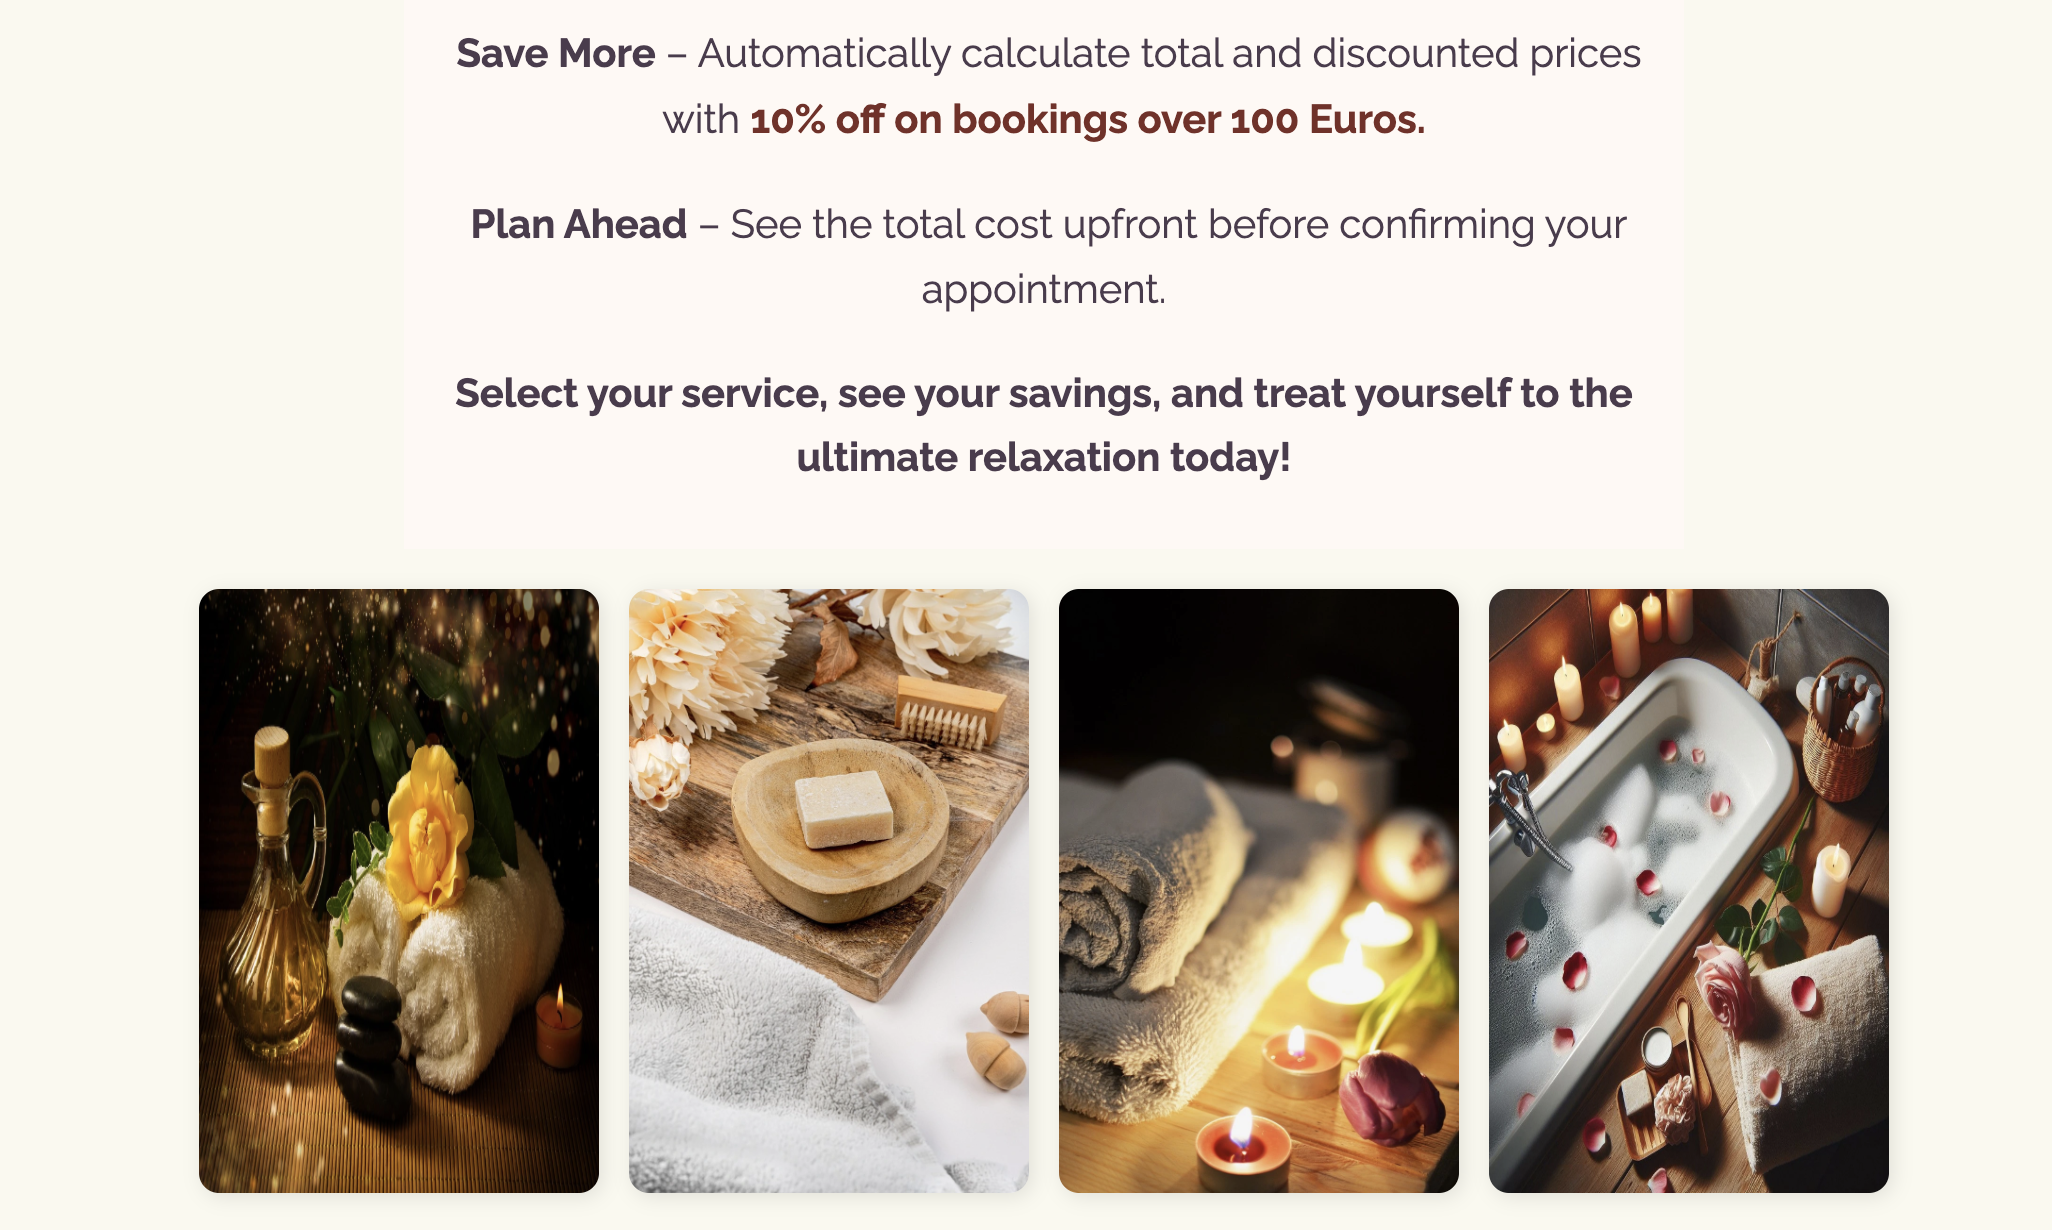 Save More – Automatically calculate total and discounted prices
with 10% off on bookings over 100 Euros.
Plan Ahead – See the total cost upfront before confirming your
appointment.
Select your service, see your savings, and treat yourself to the
ultimate relaxation today!